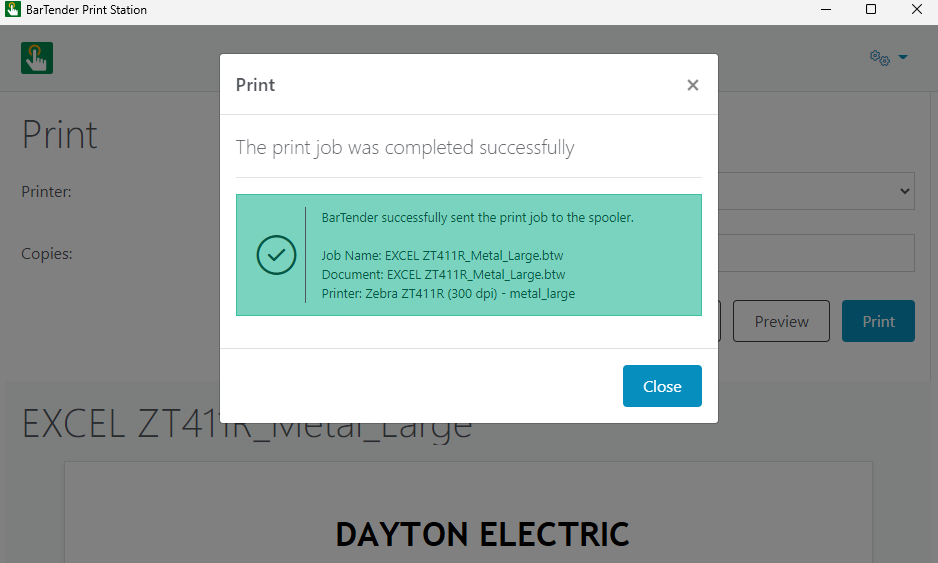 BarTender Print Station
Print
×
The print job was completed successfully
Print
Printer:
BarTender successfully sent the print job to the spooler.
Copies:
Job Name: EXCEL ZT411R_Metal_Large.btw
Document: EXCEL ZT411R_Metal_Large.btw
Printer: Zebra ZT411R (300 dpi) - metal_large
Preview
Print
Close
EXCEL ZT411R_Metal_Large
DAYTON ELECTRIC